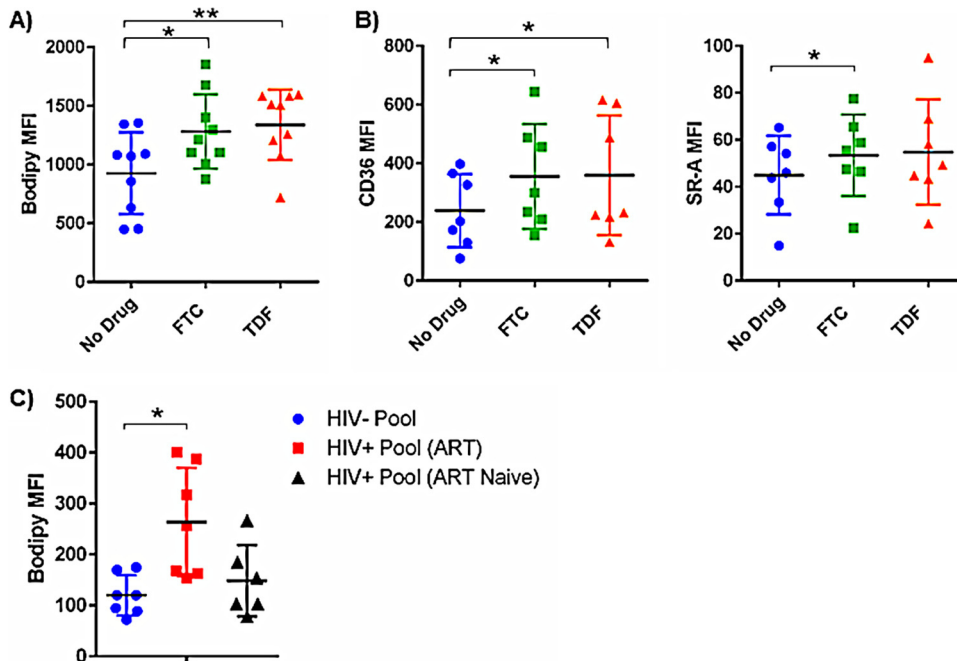 A)
**
*
Bodipy MFI
2000
1500
1000
500
0
No Drug
FTC
TDF
B)
*
*
CD36 MFI
800
600
400
200
0
No Drug
FTC
TDF
*
SR-A MFI
100
80
60
40
20
0
No Drug
FTC
TDF
C)
*
Bodipy MFI
500
400
300
200
100
0
HIV- Pool
HIV+ Pool (ART)
HIV+ Pool (ART Naive)